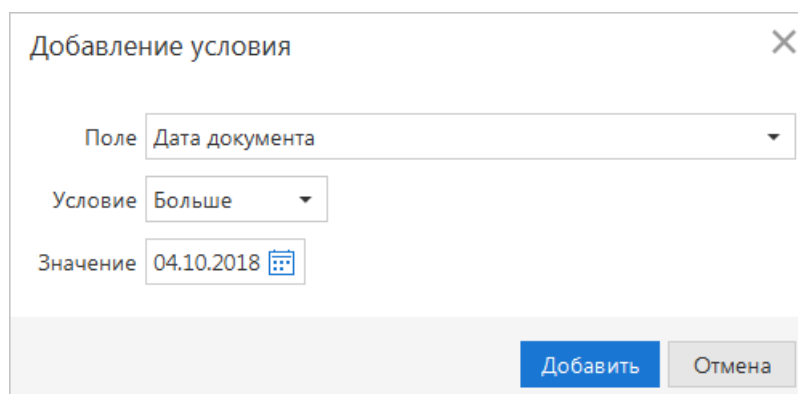 Добавление условия
Поле Дата документа
Условие Больше
Значение 04.10.2018
Добавить Отмена